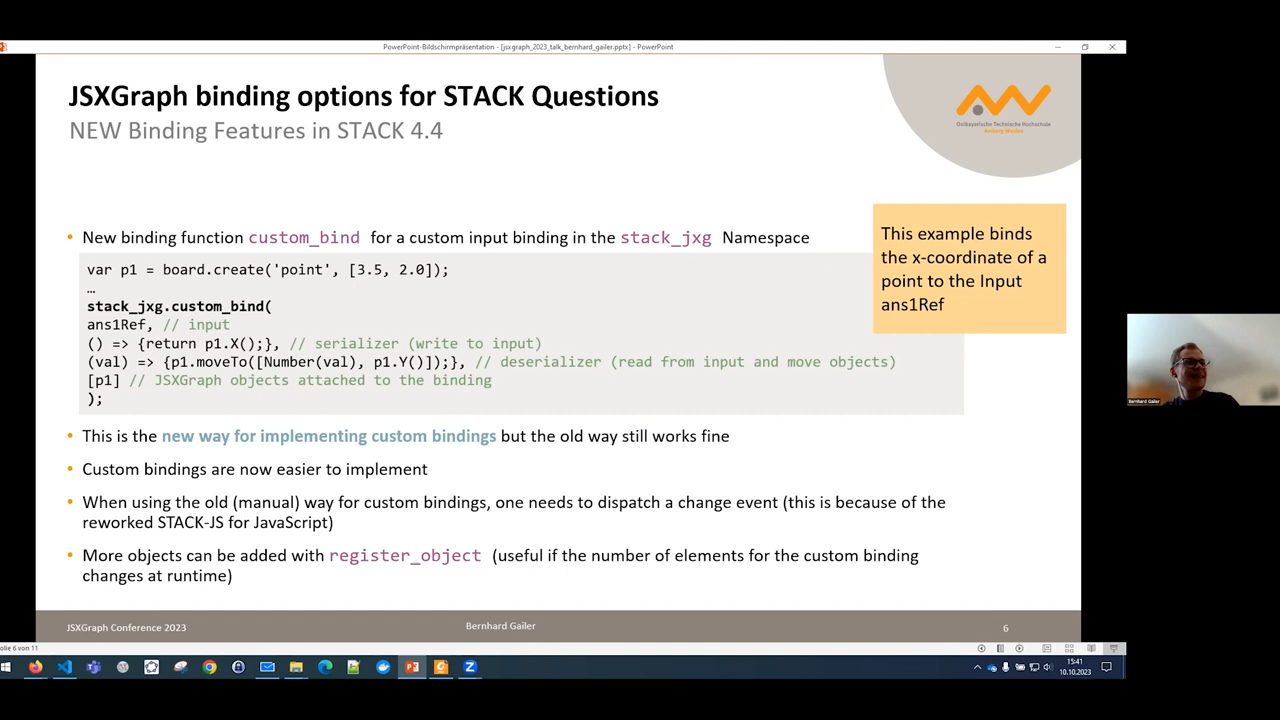 PowerPoint-Bildschirmpräsentation - [jsxgraph_2023_talk_bernhard_gailer.pptx] - PowerPoint
JSXGraph binding options for STACK Questions
NEW Binding Features in STACK 4.4
Ostbayerische Technische Hochschule
Amberg-Weiden
New binding function custom_bind for a custom input binding in the stack_jxg Namespace
var p1 = board.create('point', [3.5, 2.0]);
…
stack_jxg.custom_bind(
ans1Ref, // input
() => {return p1.X();}, // serializer (write to input)
(val) => {p1.moveTo([Number(val), p1.Y()]);}, // deserializer (read from input and move objects)
[p1] // JSXGraph objects attached to the binding
);
This example binds
the x-coordinate of a
point to the Input
ans1Ref
This is the new way for implementing custom bindings but the old way still works fine
Custom bindings are now easier to implement
When using the old (manual) way for custom bindings, one needs to dispatch a change event (this is because of the
reworked STACK-JS for JavaScript)
More objects can be added with register_object (useful if the number of elements for the custom binding
changes at runtime)
JSXGraph Conference 2023
Bernhard Gailer
6
Bernhard Gailer
olie 6 von 11
15:41
10.10.2023